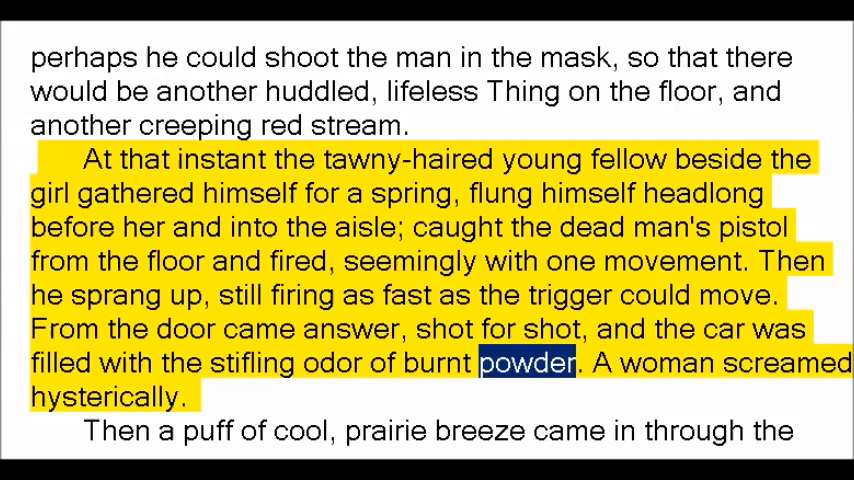 perhaps he could shoot the man in the mask, so that there
would be another huddled, lifeless Thing on the floor, and
another creeping red stream.
At that instant the tawny-haired young fellow beside the
girl gathered himself for a spring, flung himself headlong
before her and into the aisle; caught the dead man's pistol
from the floor and fired, seemingly with one movement. Then
he sprang up, still firing as fast as the trigger could move.
From the door came answer, shot for shot, and the car was
filled with the stifling odor of burnt powder. A woman screamed
hysterically.
Then a puff of cool, prairie breeze came in through the